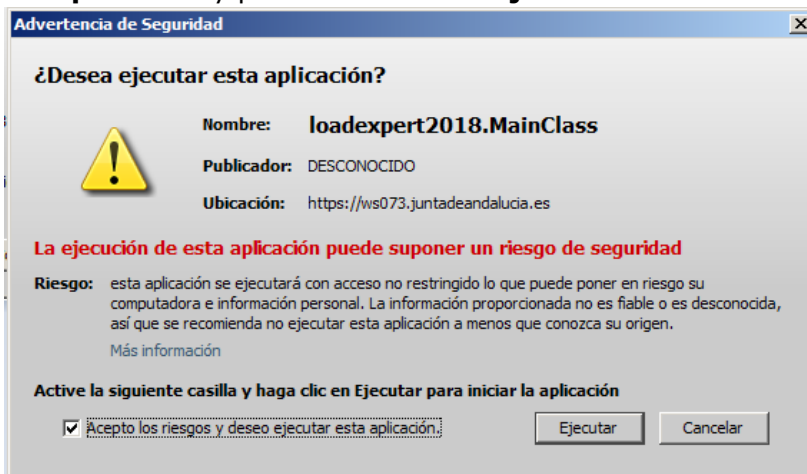 Advertencia de Seguridad
¿Desea ejecutar esta aplicación?
Nombre: loadexpert2018.MainClass
Publicador: DESCONOCIDO
Ubicación: https://ws073.juntadeandalucia.es
La ejecución de esta aplicación puede suponer un riesgo de seguridad
Riesgo: esta aplicación se ejecutará con acceso no restringido lo que puede poner en riesgo su
computadora e información personal. La información proporcionada no es fiable o es desconocida,
así que se recomienda no ejecutar esta aplicación a menos que conozca su origen.
Más información
Active la siguiente casilla y haga clic en Ejecutar para iniciar la aplicación
Acepto los riesgos y deseo ejecutar esta aplicación. Ejecutar Cancelar